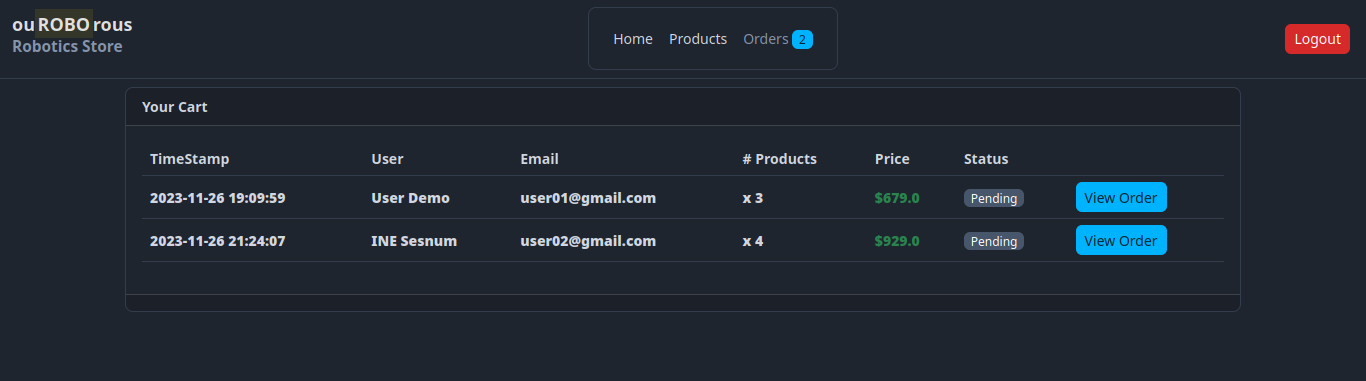 ouROBOrous
Robotics Store
Home Products Orders 2
Logout
Your Cart
TimeStamp User Email # Products Price Status
2023-11-26 19:09:59 User Demo user01@gmail.com x 3 $679.0 Pending View Order
2023-11-26 21:24:07 INE Sesnum user02@gmail.com x 4 $929.0 Pending View Order